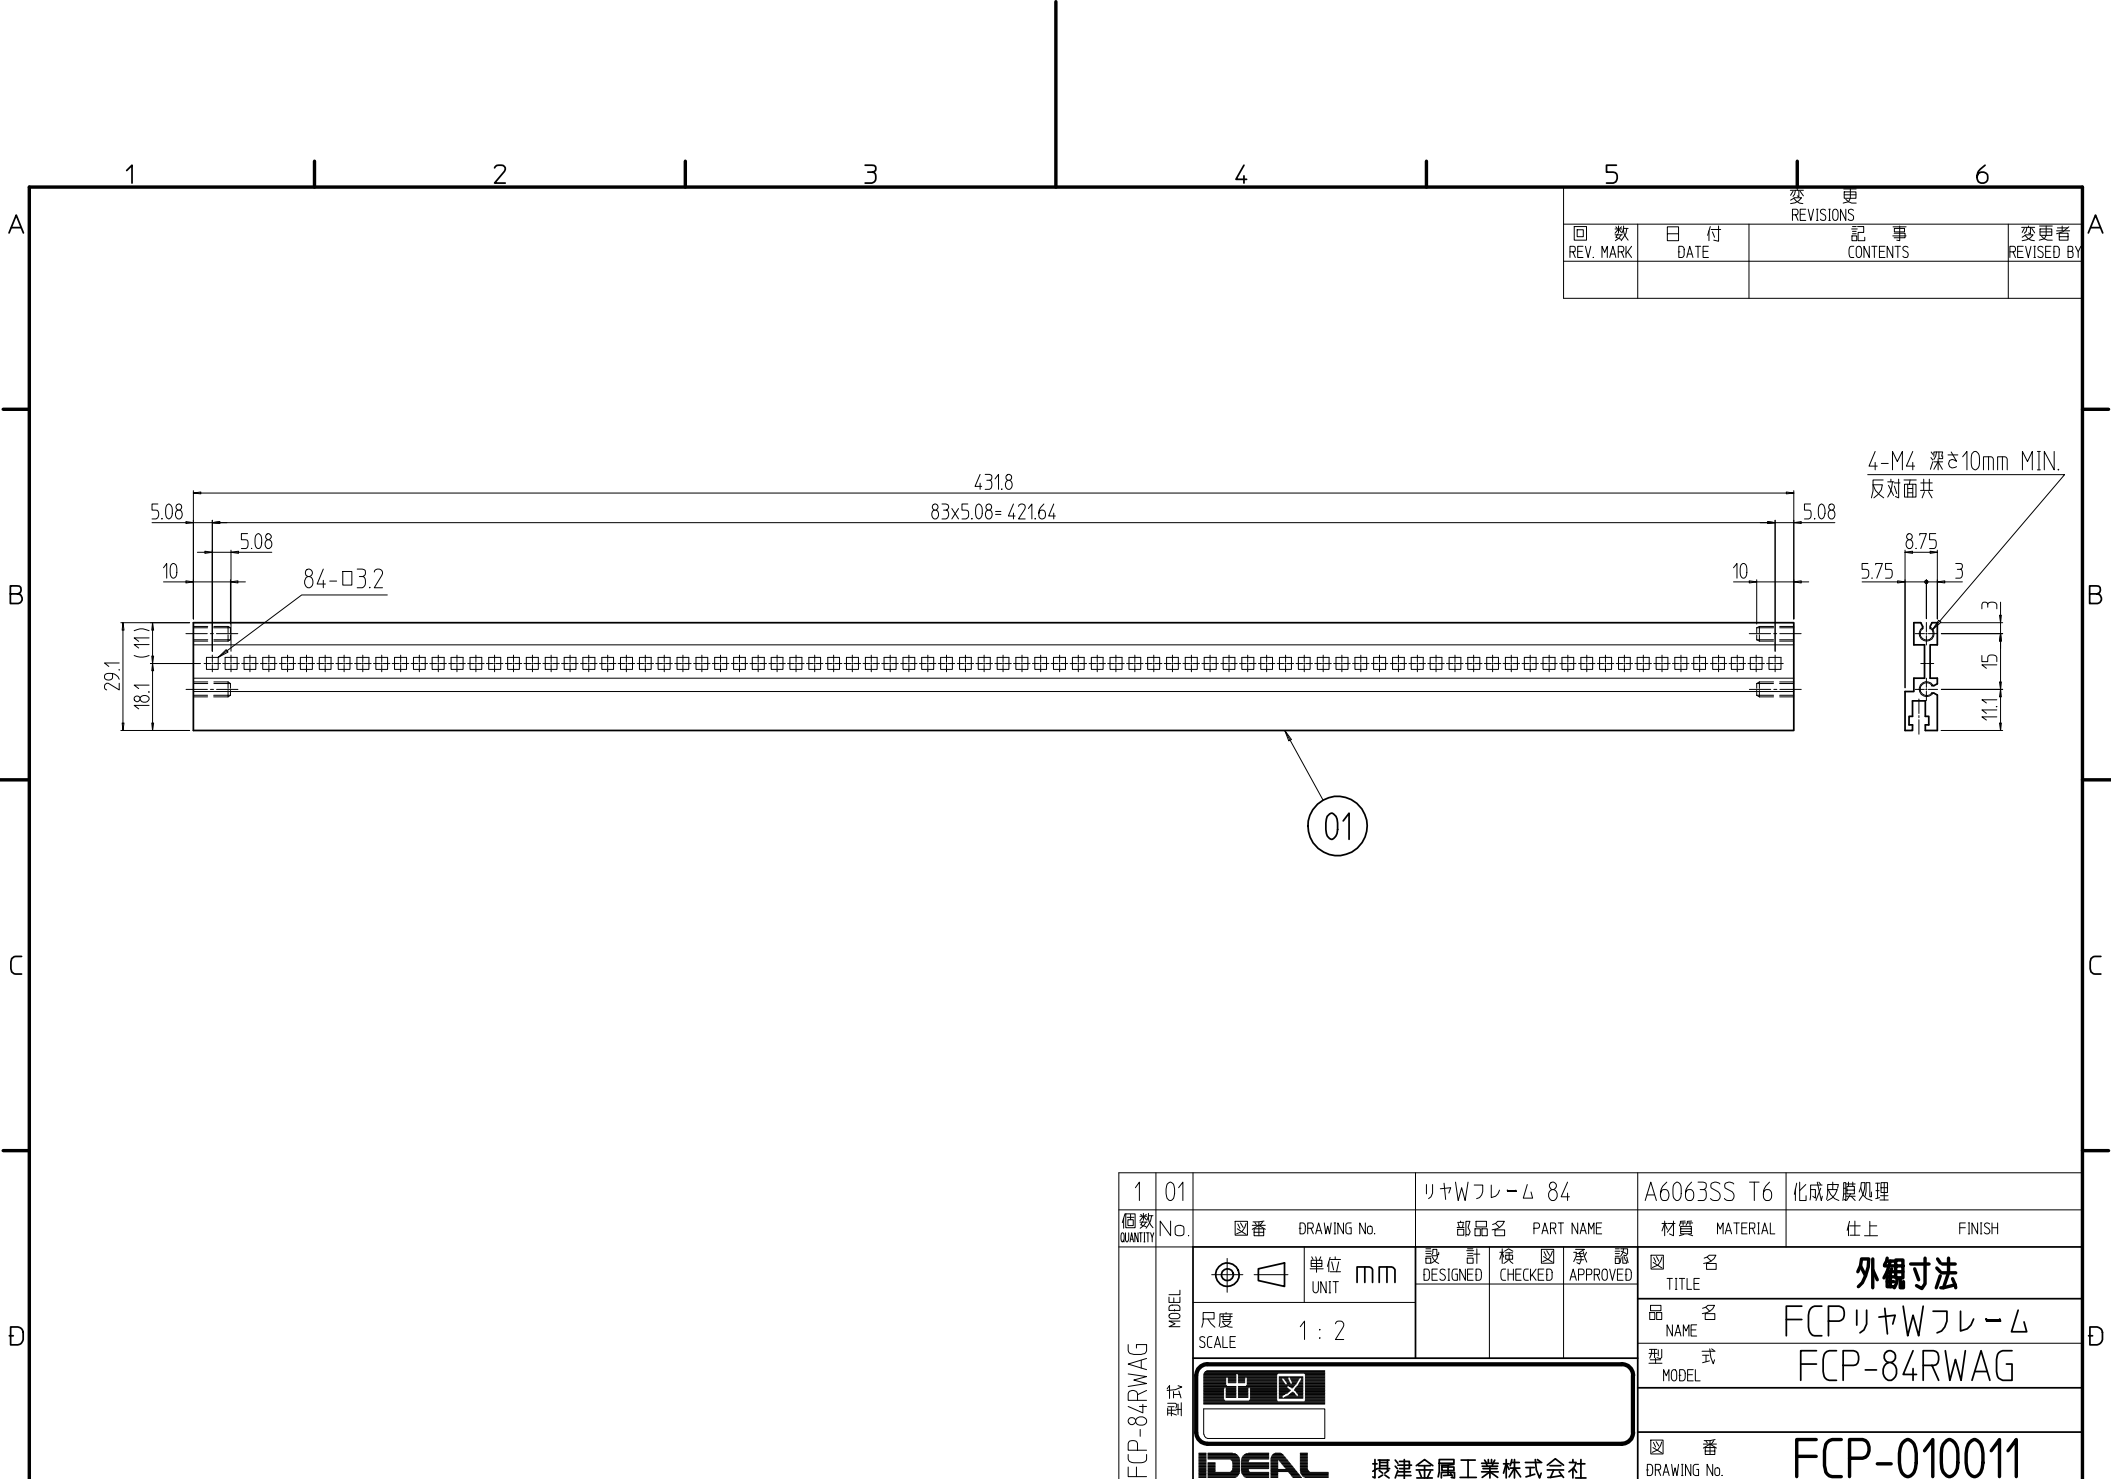 1 2 3 4 5 6
A A
変更
REVISIONS
回数 日付 記事 変更者
REV. MARK DATE CONTENTS REVISED BY
4-M4 深さ10mm MIN.
反対面共
431.8
5.08 83x5.08=421.64 5.08
5.08
10 84-□3.2 10
8.75
5.75 3
B B
3
(11)
29.1
18.1
15
11.1
01
C C
1 01 リヤWフレーム 84 A6063SS T6 化成皮膜処理
個数 No. 図番 DRAWING No. 部品名 PART NAME 材質 MATERIAL 仕上 FINISH
QUANTITY
単位 mm
UNIT
設計 検図 承認
DESIGNED CHECKED APPROVED
図名 外観寸法
TITLE
尺度 1:2
SCALE
品名 FCPリヤWフレーム
NAME
D D
型式 FCP-84RWAG
MODEL
MODEL
型式
FCP-84RWAG
出図
図番 FCP-010011
DRAWING No.
IDEAL 摂津金属工業株式会社